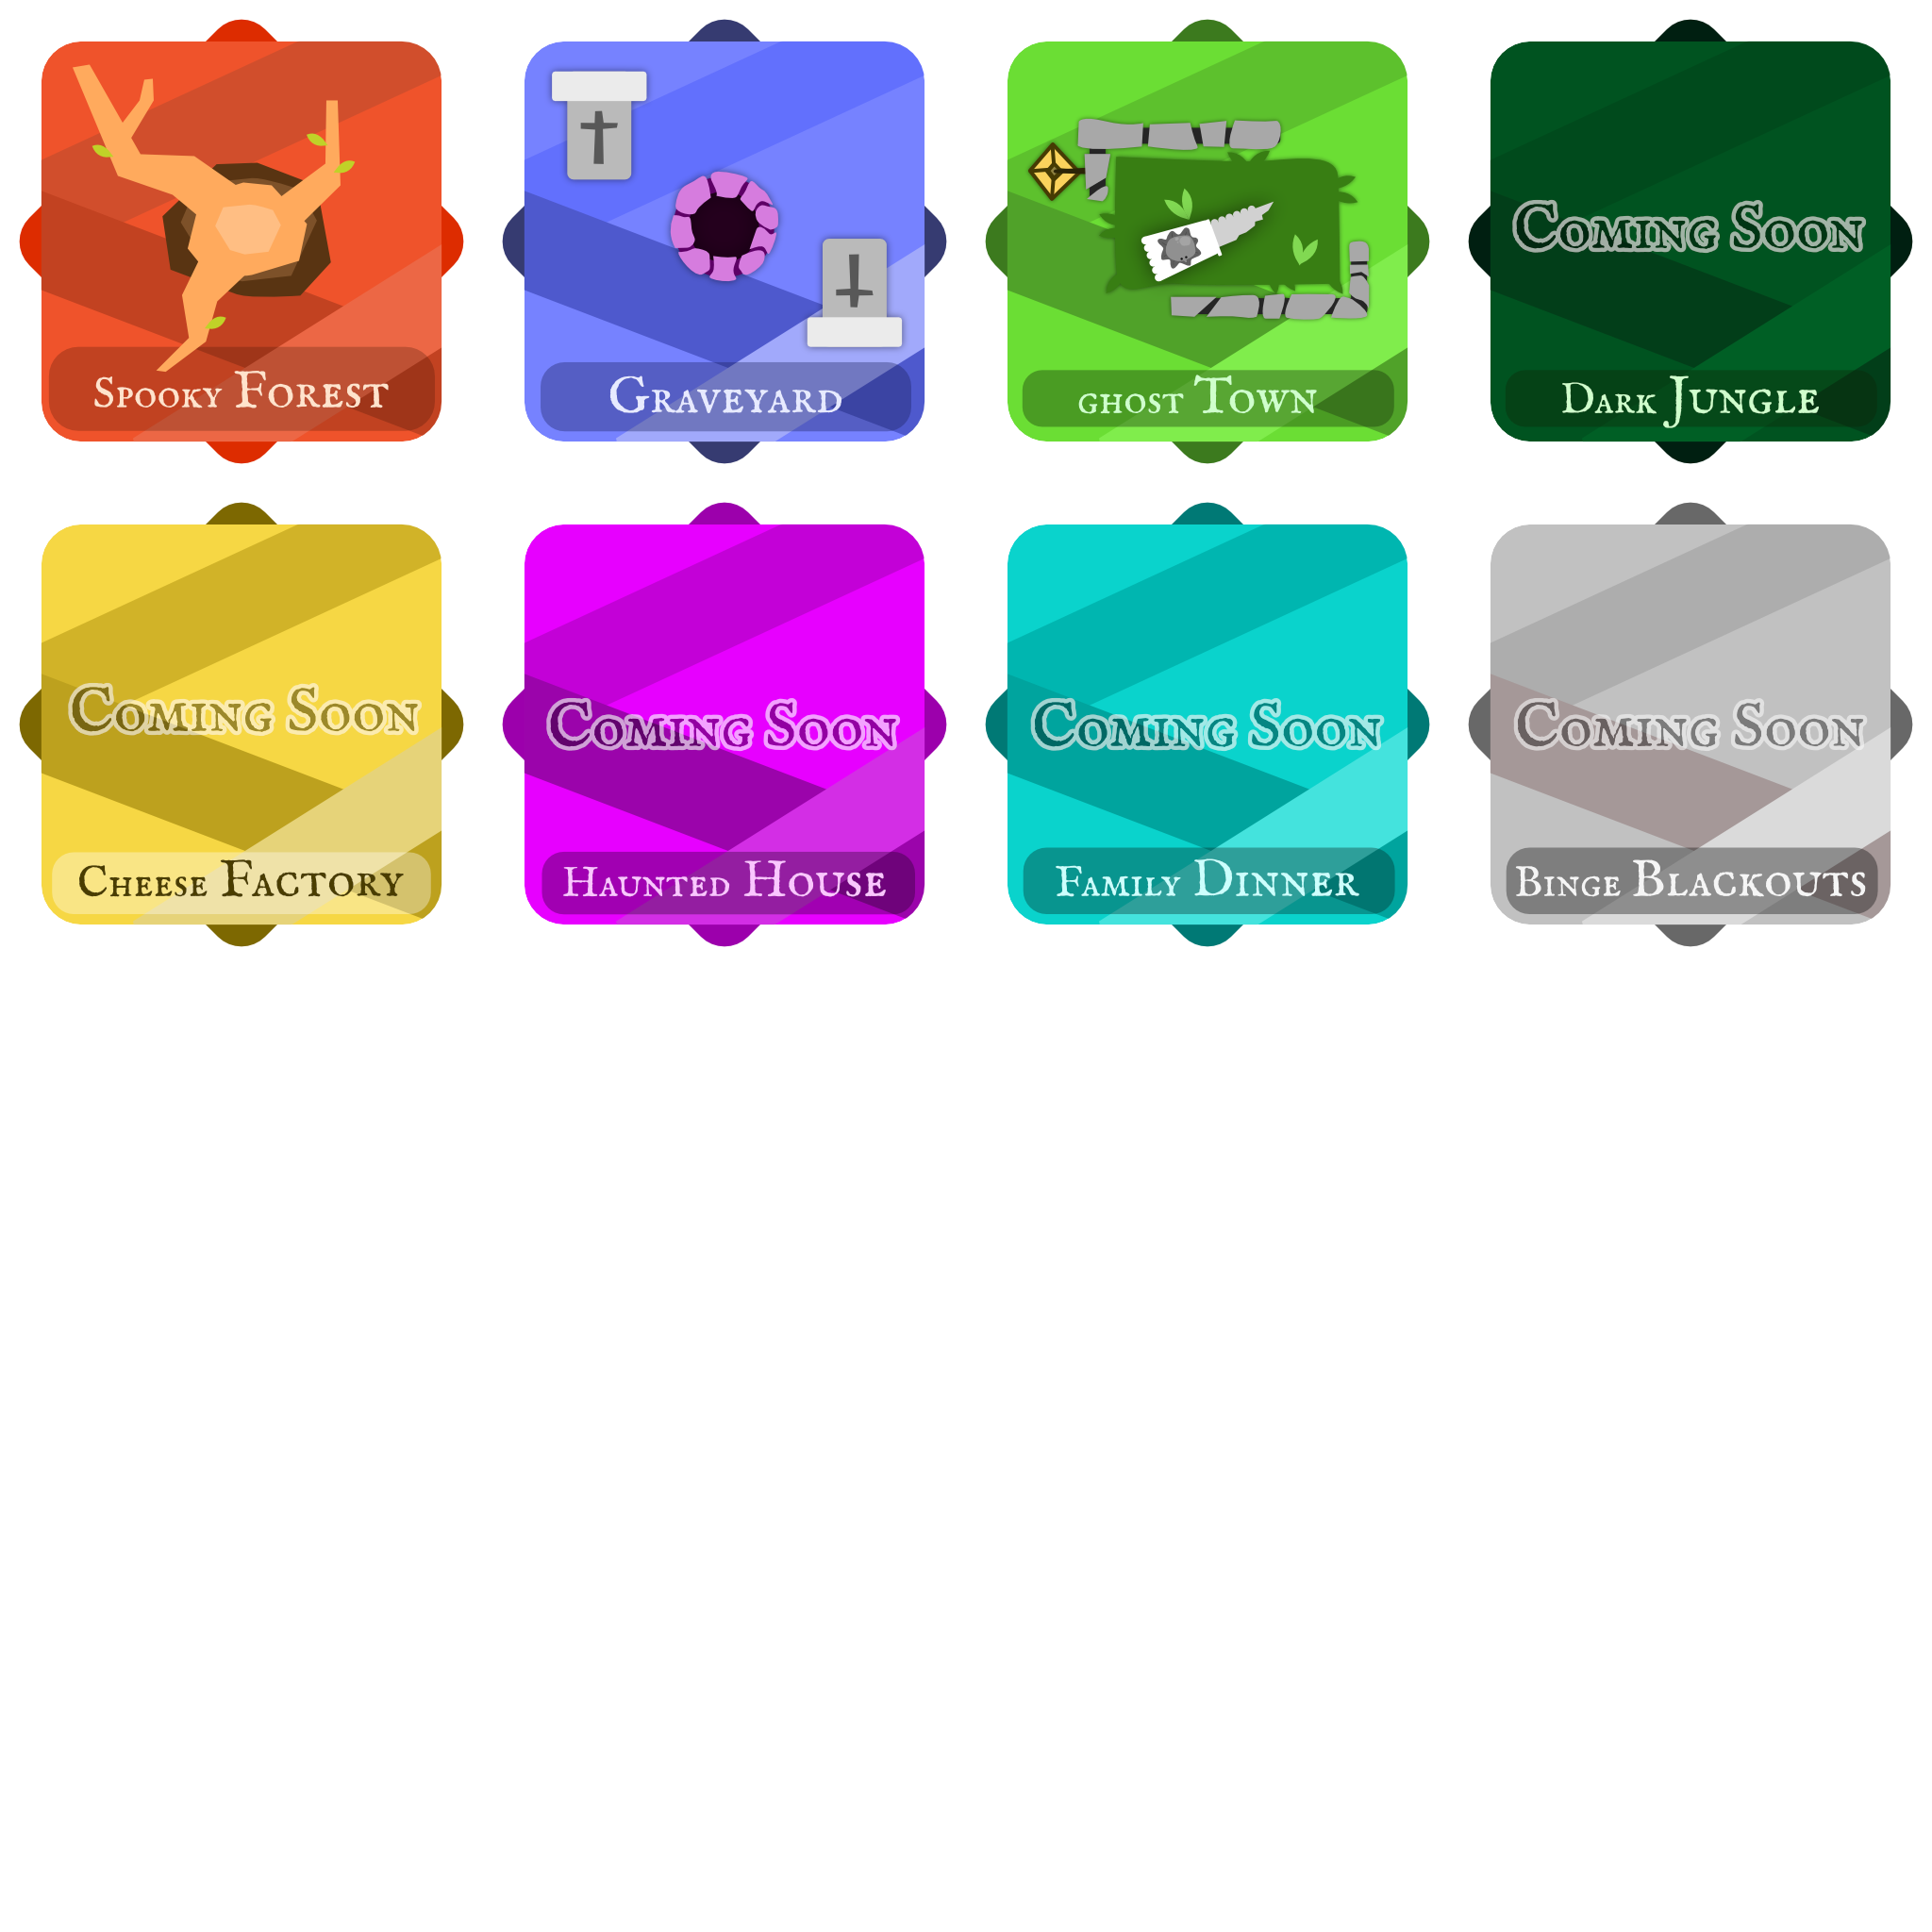 Spooky Forest
Graveyard
ghost Town
Coming Soon
Dark Jungle
Coming Soon
Cheese Factory
Coming Soon
Haunted House
Coming Soon
Family Dinner
Coming Soon
Binge Blackouts